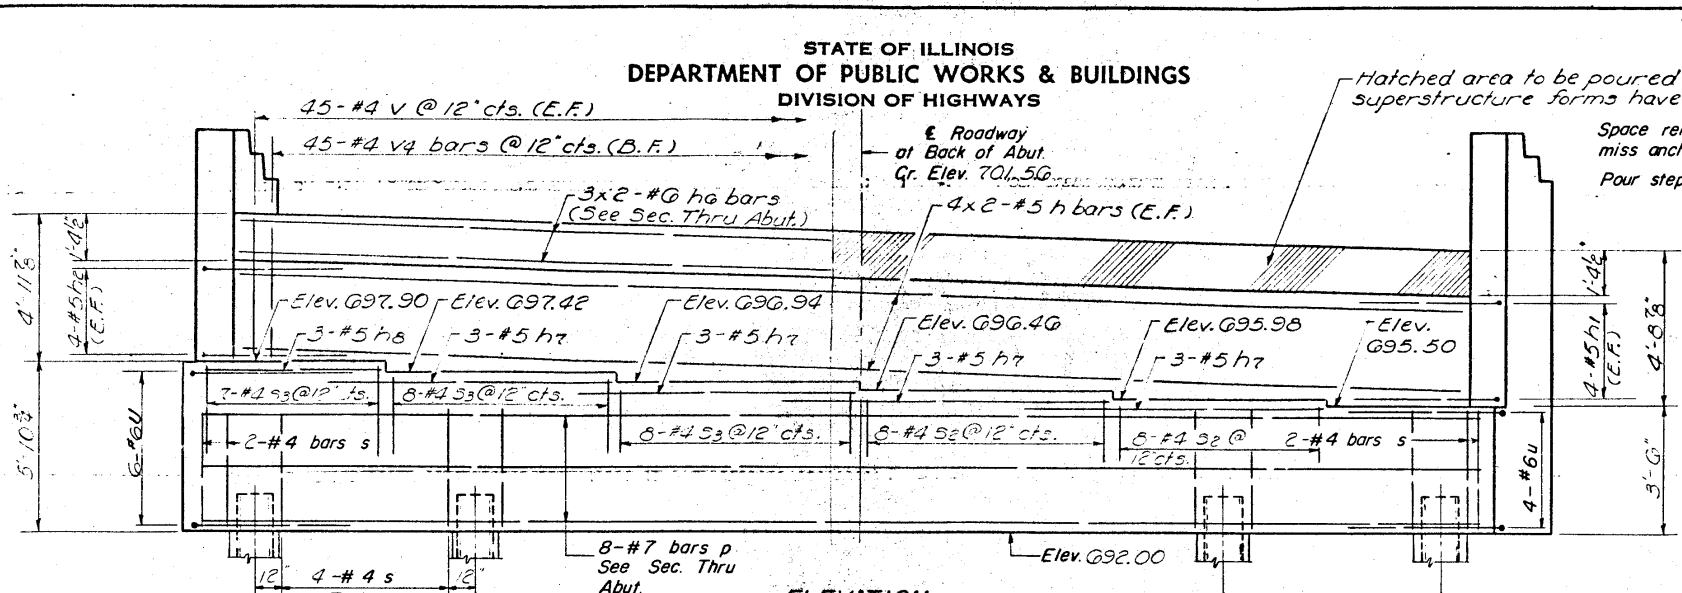 STATE OF ILLINOIS
DEPARTMENT OF PUBLIC WORKS & BUILDINGS
DIVISION OF HIGHWAYS
Hatched area to be poured
superstructure forms have
45-#4 v @ 12" cts. (E.F.)
45-#4 v4 bars @ 12" cts. (B.F.)
℄ Roadway
at Back of Abut.
Gr. Elev. 701.56
Space
miss
Pour
3x2-#6 h6 bars
(See Sec. Thru Abut.)
4x2-#5 h bars (E.F.)
4'-11⅞"
1'-4½"
4-#5 h2
(E.F.)
Elev. 697.90
Elev. 697.42
Elev. 696.94
Elev. 696.46
Elev. 695.98
Elev.
695.50
3-#5 h8
3-#5 h7
3-#5 h7
3-#5 h7
3-#5 h7
1'-4½"
4-#5 h1
(E.F.)
4'-8⅞"
7-#4 s3 @ 12" cts.
8-#4 s3 @ 12" cts.
8-#4 s3 @ 12" cts.
8-#4 s2 @ 12" cts.
8-#4 s2 @
12" cts.
2-#4 bars s
2-#4 bars s
5'-10¾"
6-#6u
4-#6u
3'-6"
8-#7 bars p
See Sec. Thru
Abut.
Elev. 692.00
12"
4-#4 s
12"
ELEVATION